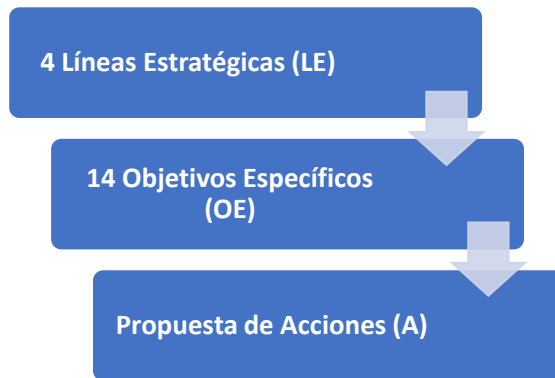 4 Líneas Estratégicas (LE)
14 Objetivos Específicos
(OE)
Propuesta de Acciones (A)